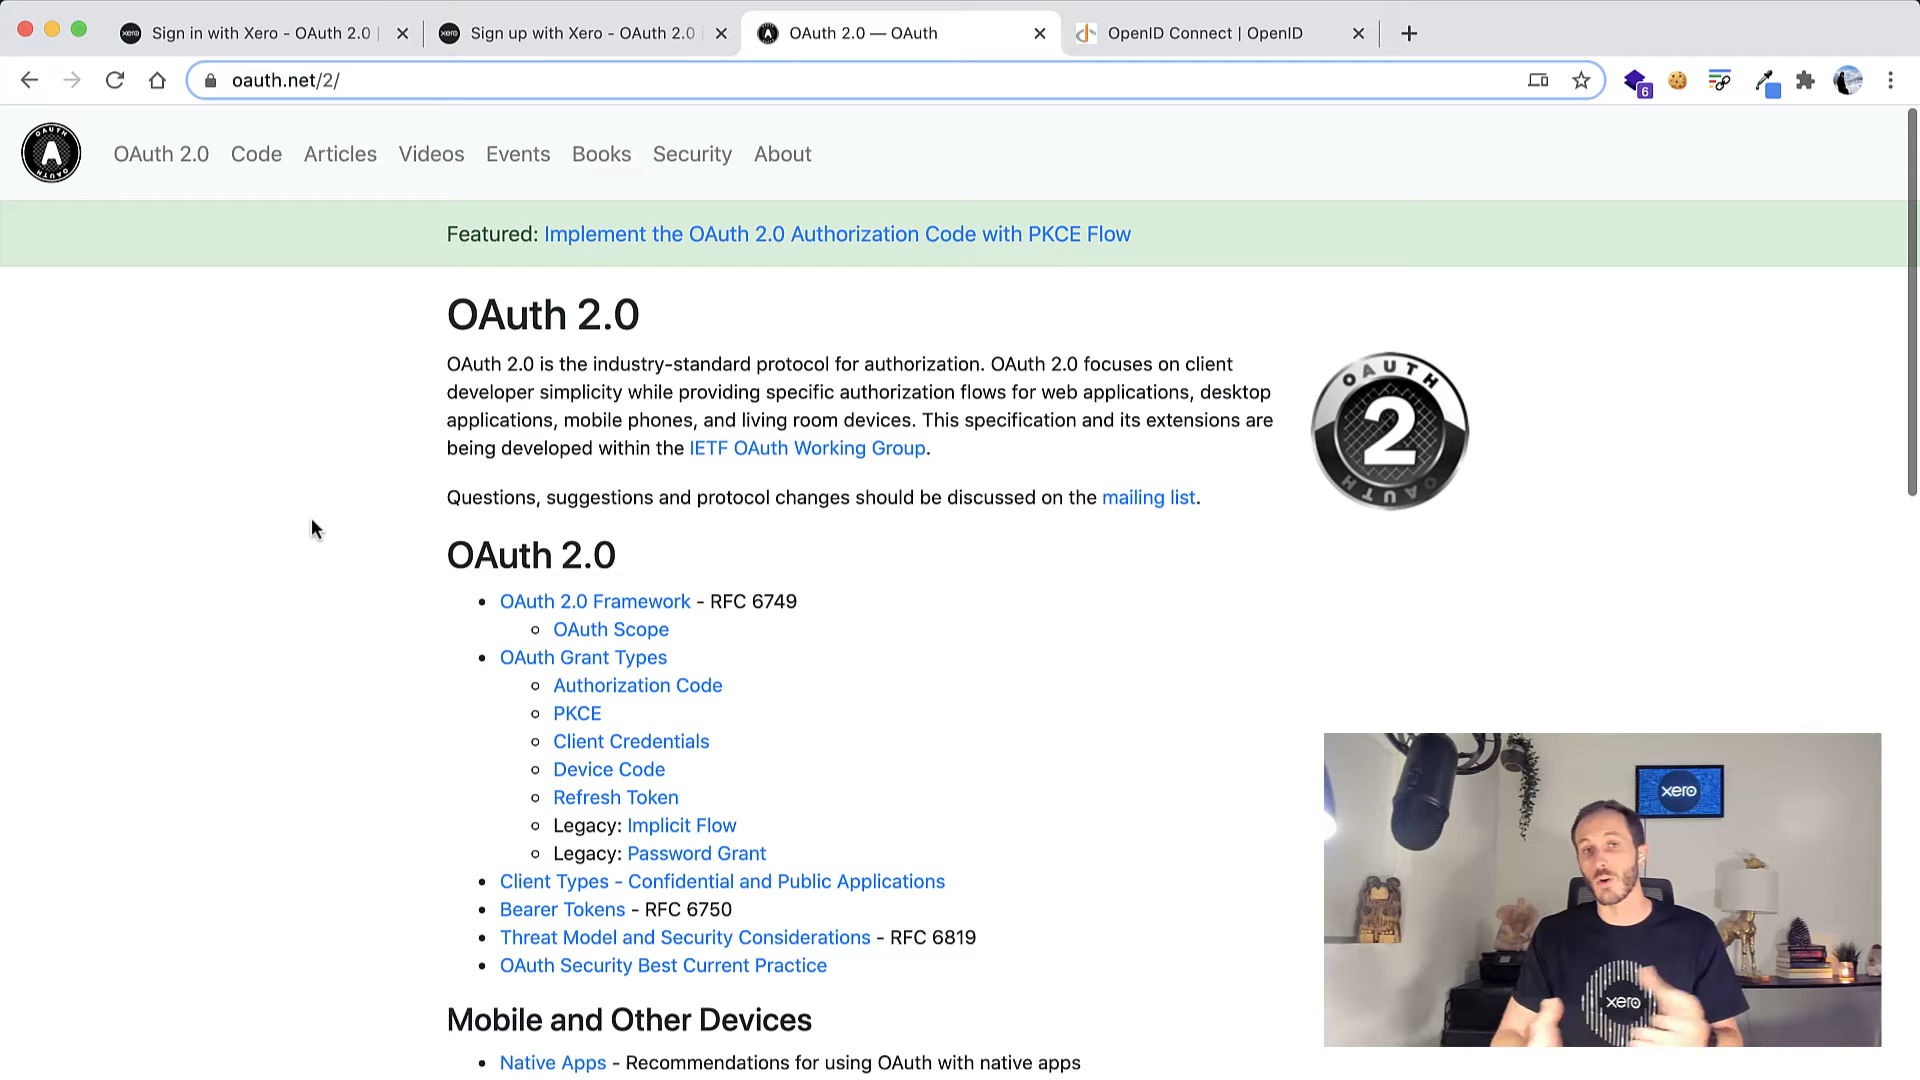 Sign in with Xero - OAuth 2.0
Sign up with Xero - OAuth 2.0
OAuth 2.0 — OAuth
OpenID Connect | OpenID
oauth.net/2/
6
OAuth 2.0 Code Articles Videos Events Books Security About
Featured: Implement the OAuth 2.0 Authorization Code with PKCE Flow
OAuth 2.0
OAuth 2.0 is the industry-standard protocol for authorization. OAuth 2.0 focuses on client
developer simplicity while providing specific authorization flows for web applications, desktop
applications, mobile phones, and living room devices. This specification and its extensions are
being developed within the IETF OAuth Working Group.
OAUTH
2
OAUTH
Questions, suggestions and protocol changes should be discussed on the mailing list.
OAuth 2.0
• OAuth 2.0 Framework - RFC 6749
◦ OAuth Scope
• OAuth Grant Types
◦ Authorization Code
◦ PKCE
◦ Client Credentials
◦ Device Code
◦ Refresh Token
◦ Legacy: Implicit Flow
◦ Legacy: Password Grant
• Client Types - Confidential and Public Applications
• Bearer Tokens - RFC 6750
• Threat Model and Security Considerations - RFC 6819
• OAuth Security Best Current Practice
Mobile and Other Devices
• Native Apps - Recommendations for using OAuth with native apps
xero
xero